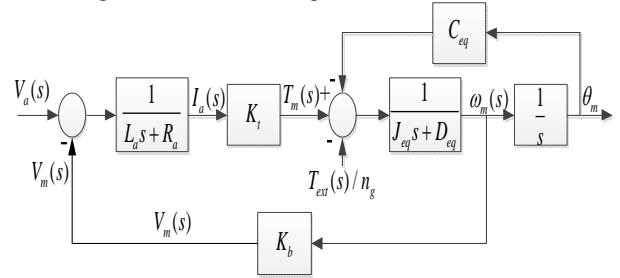 C_eq
V_a(s)
1
L_a s + R_a
I_a(s)
K_t
T_m(s)
+
-
1
J_eq s + D_eq
ω_m(s)
1
s
θ_m
-
-
V_m(s)
T_ext(s) / n_g
V_m(s)
K_b